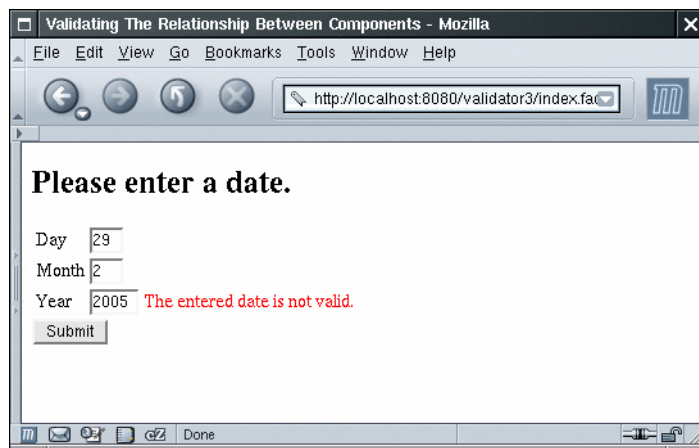 Validating The Relationship Between Components - Mozilla
File Edit View Go Bookmarks Tools Window Help
http://localhost:8080/validator3/index.fac
Please enter a date.
Day 29
Month 2
Year 2005 The entered date is not valid.
Submit
Done